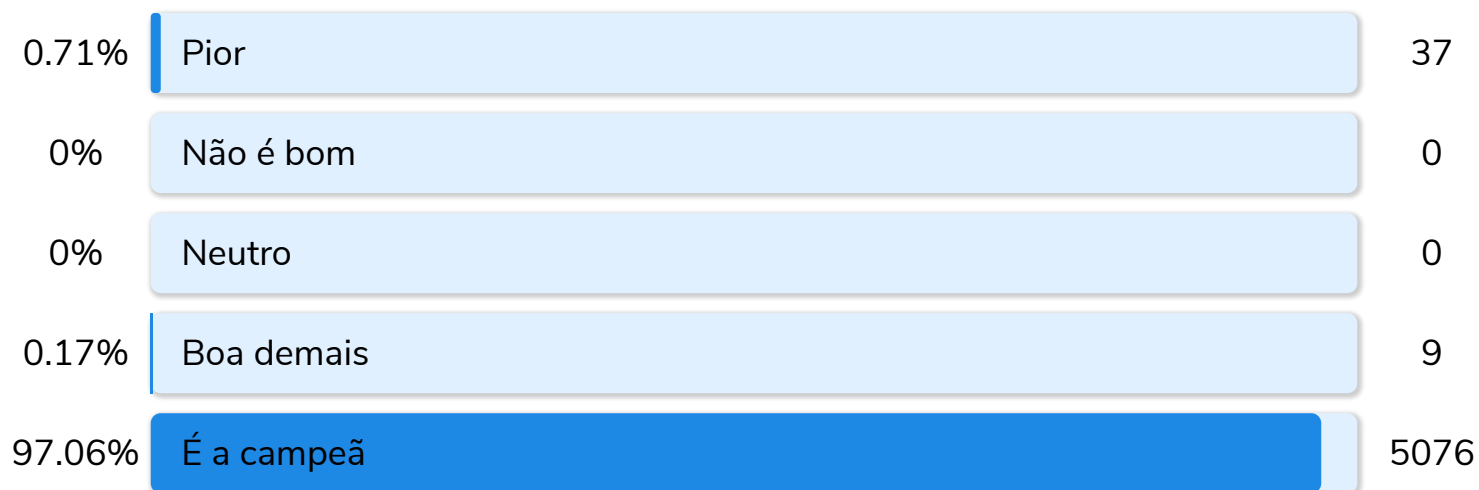 0.71% Pior 37
0% Não é bom 0
0% Neutro 0
0.17% Boa demais 9
97.06% É a campeã 5076